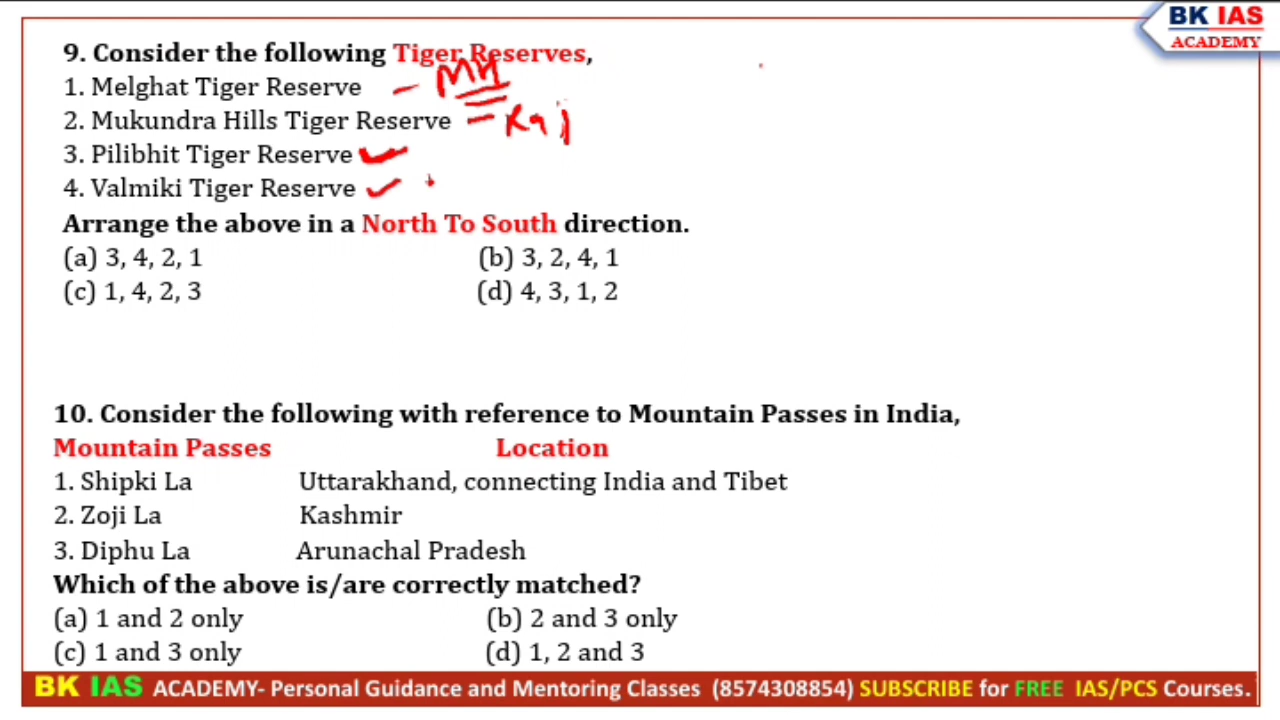 BK IAS
ACADEMY
9. Consider the following Tiger Reserves,
1. Melghat Tiger Reserve - MH
2. Mukundra Hills Tiger Reserve - Raj
3. Pilibhit Tiger Reserve
4. Valmiki Tiger Reserve
Arrange the above in a North To South direction.
(a) 3, 4, 2, 1 (b) 3, 2, 4, 1
(c) 1, 4, 2, 3 (d) 4, 3, 1, 2
10. Consider the following with reference to Mountain Passes in India,
Mountain Passes Location
1. Shipki La Uttarakhand, connecting India and Tibet
2. Zoji La Kashmir
3. Diphu La Arunachal Pradesh
Which of the above is/are correctly matched?
(a) 1 and 2 only (b) 2 and 3 only
(c) 1 and 3 only (d) 1, 2 and 3
BK IAS ACADEMY- Personal Guidance and Mentoring Classes (8574308854) SUBSCRIBE for FREE IAS/PCS Courses.